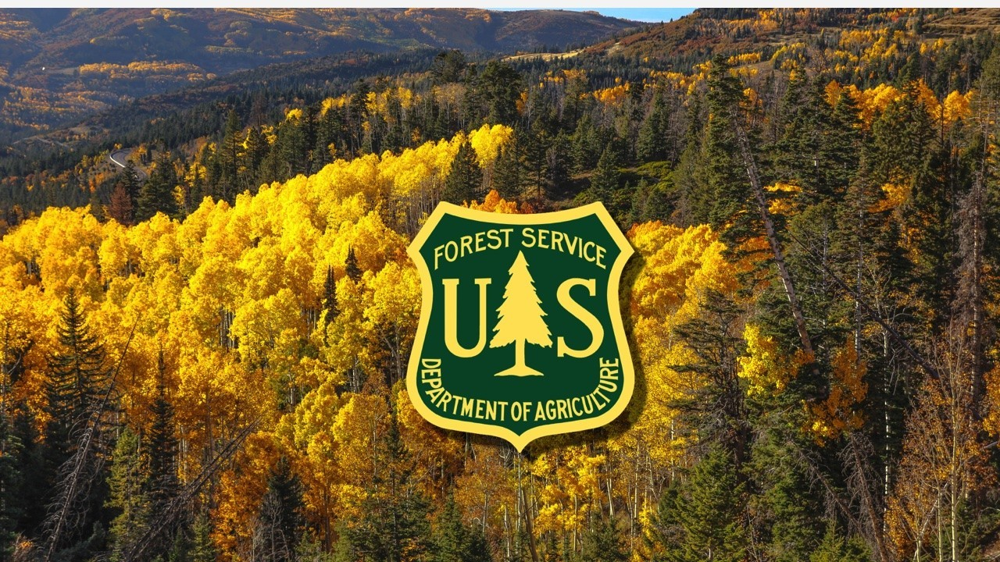 FOREST SERVICE
U S
DEPARTMENT OF AGRICULTURE